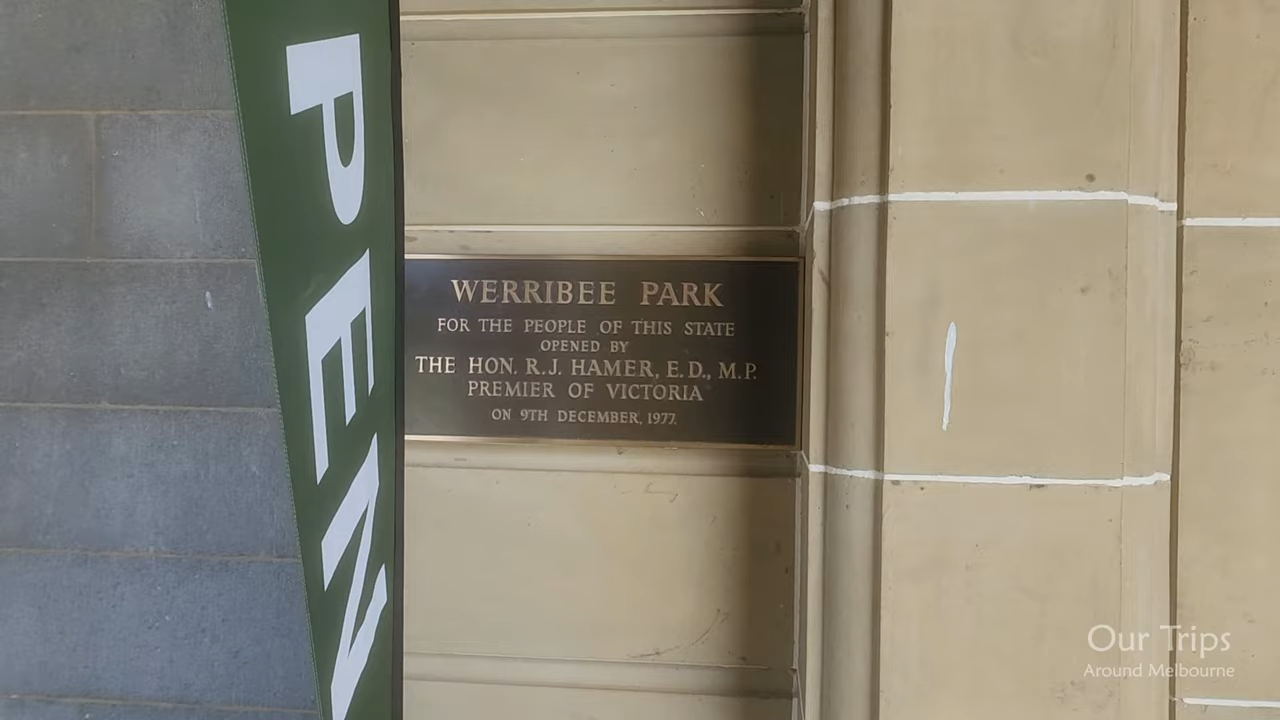 PEN
WERRIBEE PARK
FOR THE PEOPLE OF THIS STATE
OPENED BY
THE HON. R.J. HAMER, E.D., M.P.
PREMIER OF VICTORIA
ON 9TH DECEMBER, 1977.
Our Trips
Around Melbourne